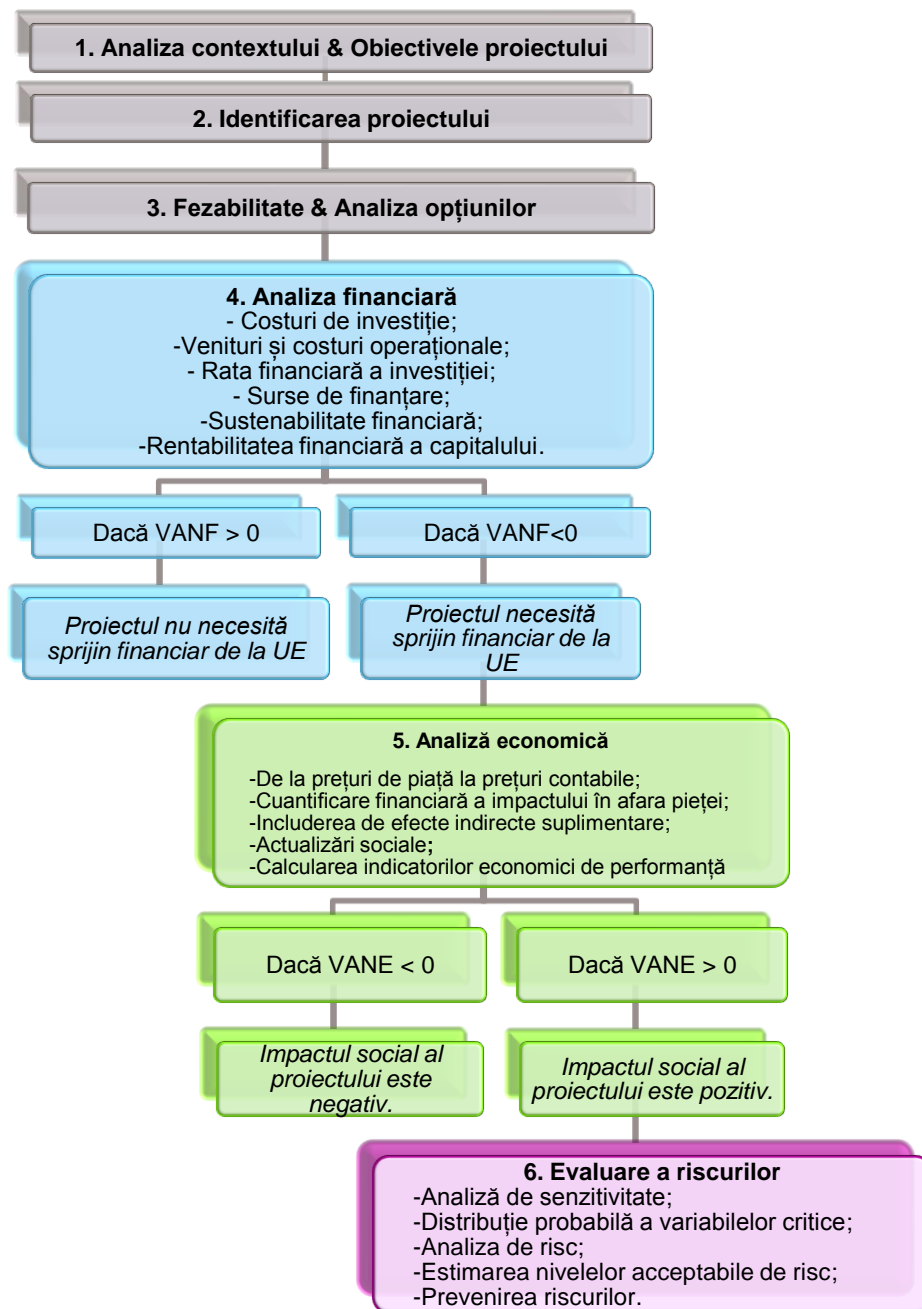 1. Analiza contextului & Obiectivele proiectului
2. Identificarea proiectului
3. Fezabilitate & Analiza opțiunilor
4. Analiza financiară
- Costuri de investiție;
-Venituri și costuri operaționale;
- Rata financiară a investiției;
- Surse de finanțare;
-Sustenabilitate financiară;
-Rentabilitatea financiară a capitalului.
Dacă VANF > 0
Dacă VANF<0
Proiectul nu necesită
sprijin financiar de la UE
Proiectul necesită
sprijin financiar de la
UE
5. Analiză economică
-De la prețuri de piață la prețuri contabile;
-Cuantificare financiară a impactului în afara pieței;
-Includerea de efecte indirecte suplimentare;
-Actualizări sociale;
-Calcularea indicatorilor economici de performanță
Dacă VANE < 0
Dacă VANE > 0
Impactul social al
proiectului este
negativ.
Impactul social al
proiectului este pozitiv.
6. Evaluare a riscurilor
-Analiză de senzitivitate;
-Distribuție probabilă a variabilelor critice;
-Analiza de risc;
-Estimarea nivelelor acceptabile de risc;
-Prevenirea riscurilor.